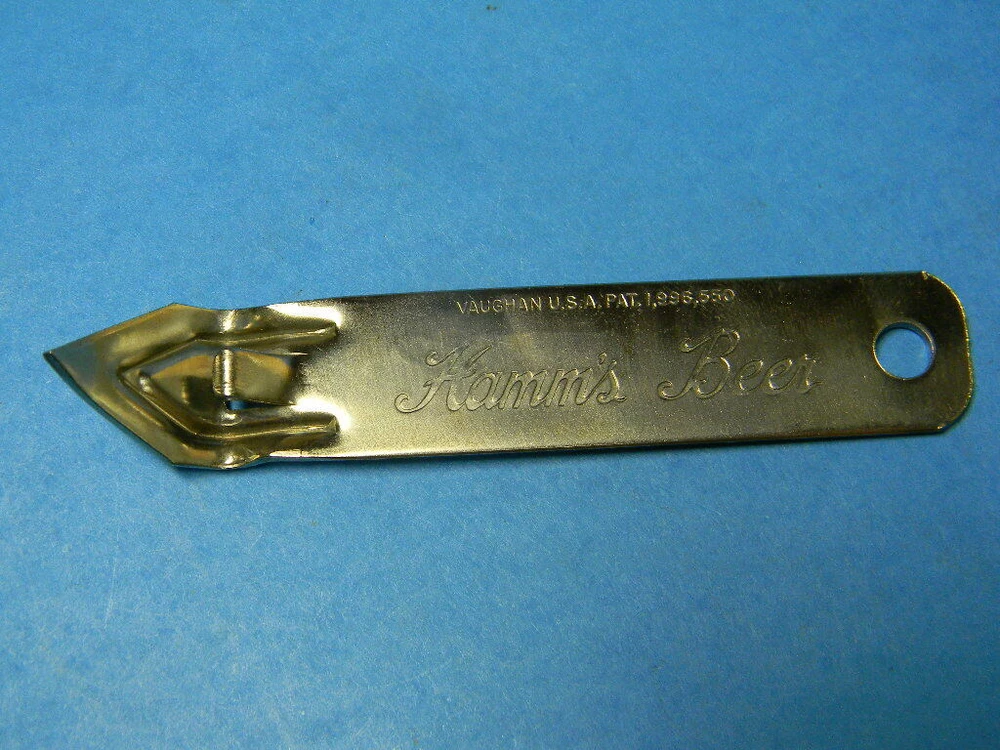 VAUGHAN U.S.A. PAT. 1,996,550
Hamm's Beer